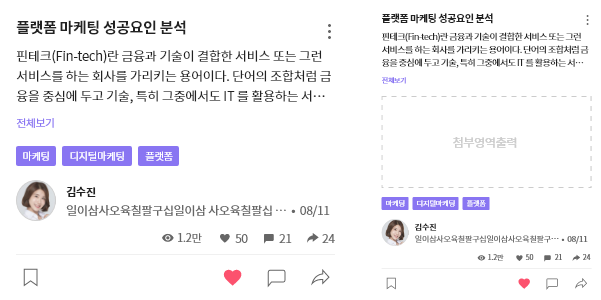 플랫폼 마케팅 성공요인 분석
핀테크(Fin-tech)란 금융과 기술이 결합한 서비스 또는 그런
서비스를 하는 회사를 가리키는 용어이다. 단어의 조합처럼 금
융을 중심에 두고 기술, 특히 그중에서도 IT 를 활용하는 서…
전체보기
마케팅 디지털마케팅 플랫폼
김수진
일이삼사오육칠팔구십일이삼 사오육칠팔십 … • 08/11
1.2만 50 21 24
플랫폼 마케팅 성공요인 분석
핀테크(Fin-tech)란 금융과 기술이 결합한 서비스 또는 그런
서비스를 하는 회사를 가리키는 용어이다. 단어의 조합처럼 금
융을 중심에 두고 기술, 특히 그중에서도 IT 를 활용하는 서…
전체보기
첨부영역출력
마케팅 디지털마케팅 플랫폼
김수진
일이삼사오육칠팔구십일이삼사오육칠팔구… • 08/11
1.2만 50 21 24